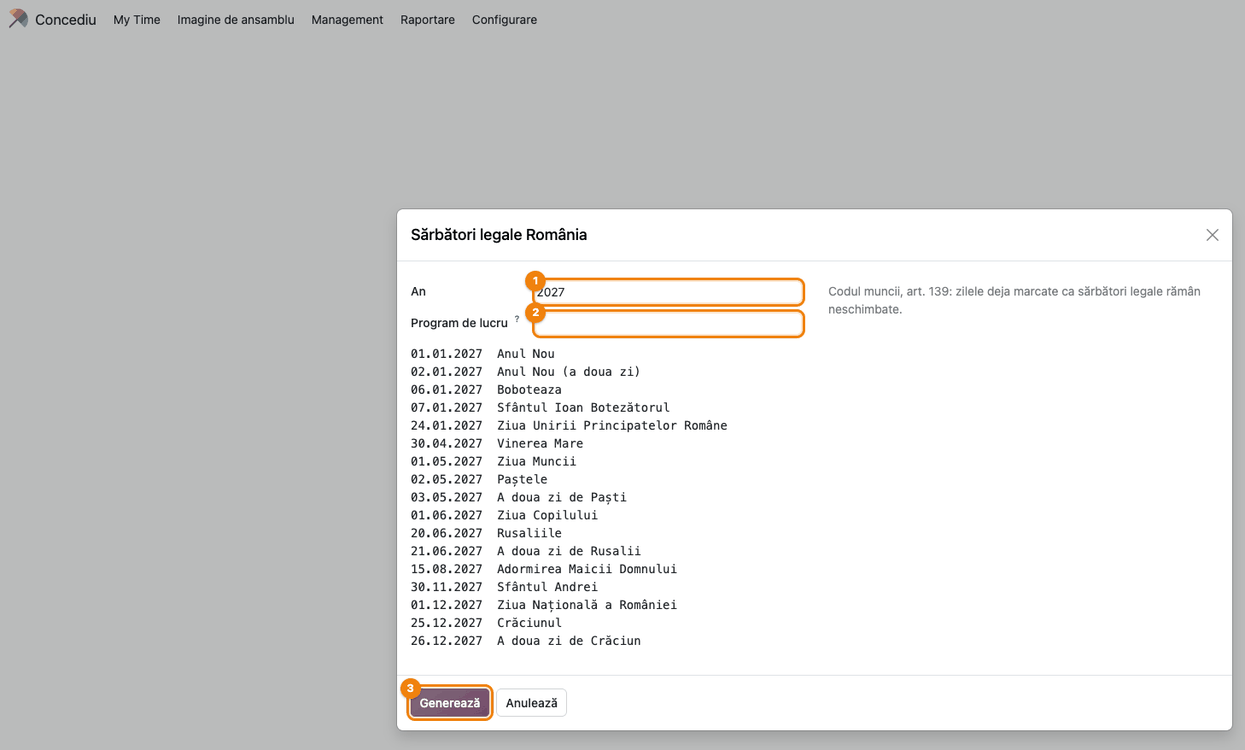 Concediu My Time Imagine de ansamblu Management Raportare Configurare
Sărbători legale România
An
1
2027
Codul muncii, art. 139: zilele deja marcate ca sărbători legale rămân
neschimbate.
Program de lucru ?
2
01.01.2027 Anul Nou
02.01.2027 Anul Nou (a doua zi)
06.01.2027 Boboteaza
07.01.2027 Sfântul Ioan Botezătorul
24.01.2027 Ziua Unirii Principatelor Române
30.04.2027 Vinerea Mare
01.05.2027 Ziua Muncii
02.05.2027 Paștele
03.05.2027 A doua zi de Paști
01.06.2027 Ziua Copilului
20.06.2027 Rusaliile
21.06.2027 A doua zi de Rusalii
15.08.2027 Adormirea Maicii Domnului
30.11.2027 Sfântul Andrei
01.12.2027 Ziua Națională a României
25.12.2027 Crăciunul
26.12.2027 A doua zi de Crăciun
3
Generează Anulează